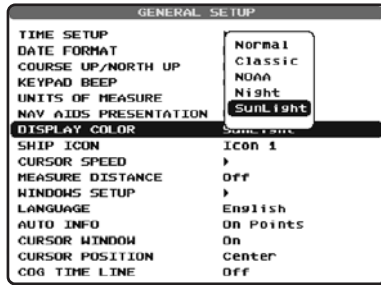 GENERAL SETUP
TIME SETUP
DATE FORMAT
COURSE UP/NORTH UP
KEYPAD BEEP
UNITS OF MEASURE
NAV AIDS PRESENTATION
Normal
Classic
NOAA
Night
SunLight
DISPLAY COLOR SunLight
SHIP ICON Icon 1
CURSOR SPEED
MEASURE DISTANCE Off
WINDOWS SETUP
LANGUAGE English
AUTO INFO On Points
CURSOR WINDOW On
CURSOR POSITION Center
COG TIME LINE Off